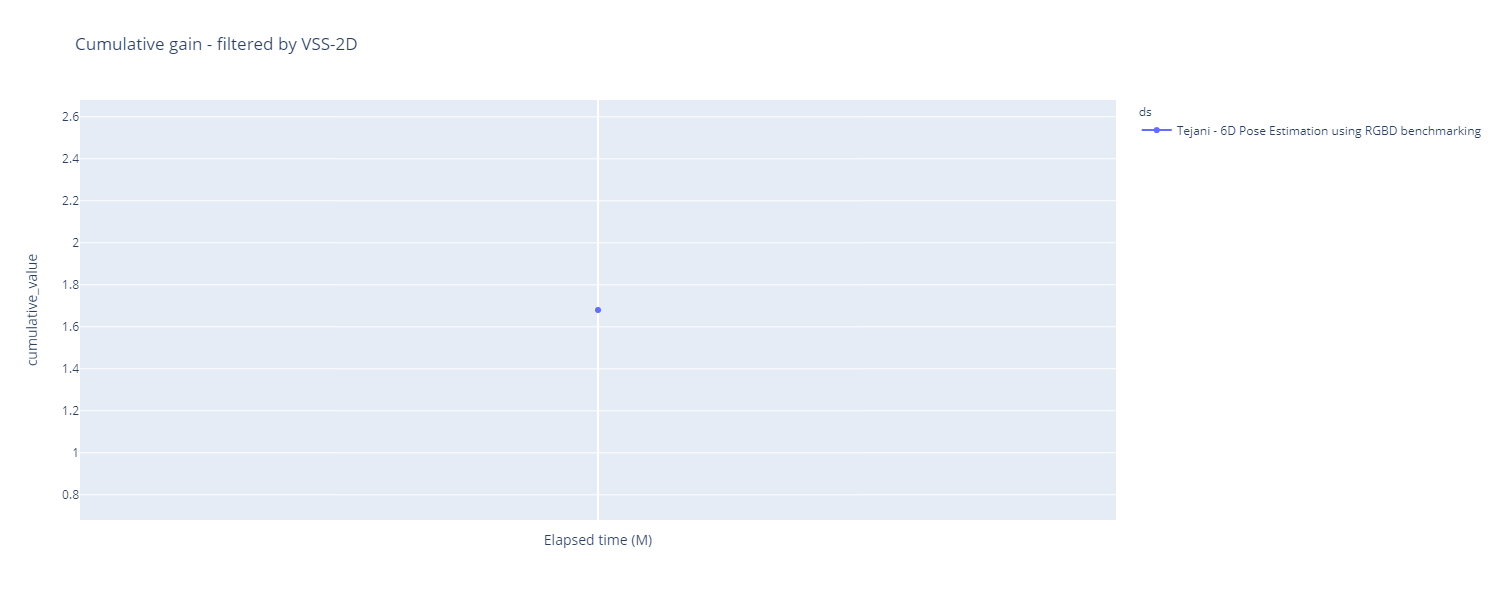 Cumulative gain - filtered by VSS-2D
2.6
2.4
2.2
2
1.8
1.6
1.4
1.2
1
0.8
cumulative_value
Elapsed time (M)
ds
Tejani - 6D Pose Estimation using RGBD benchmarking